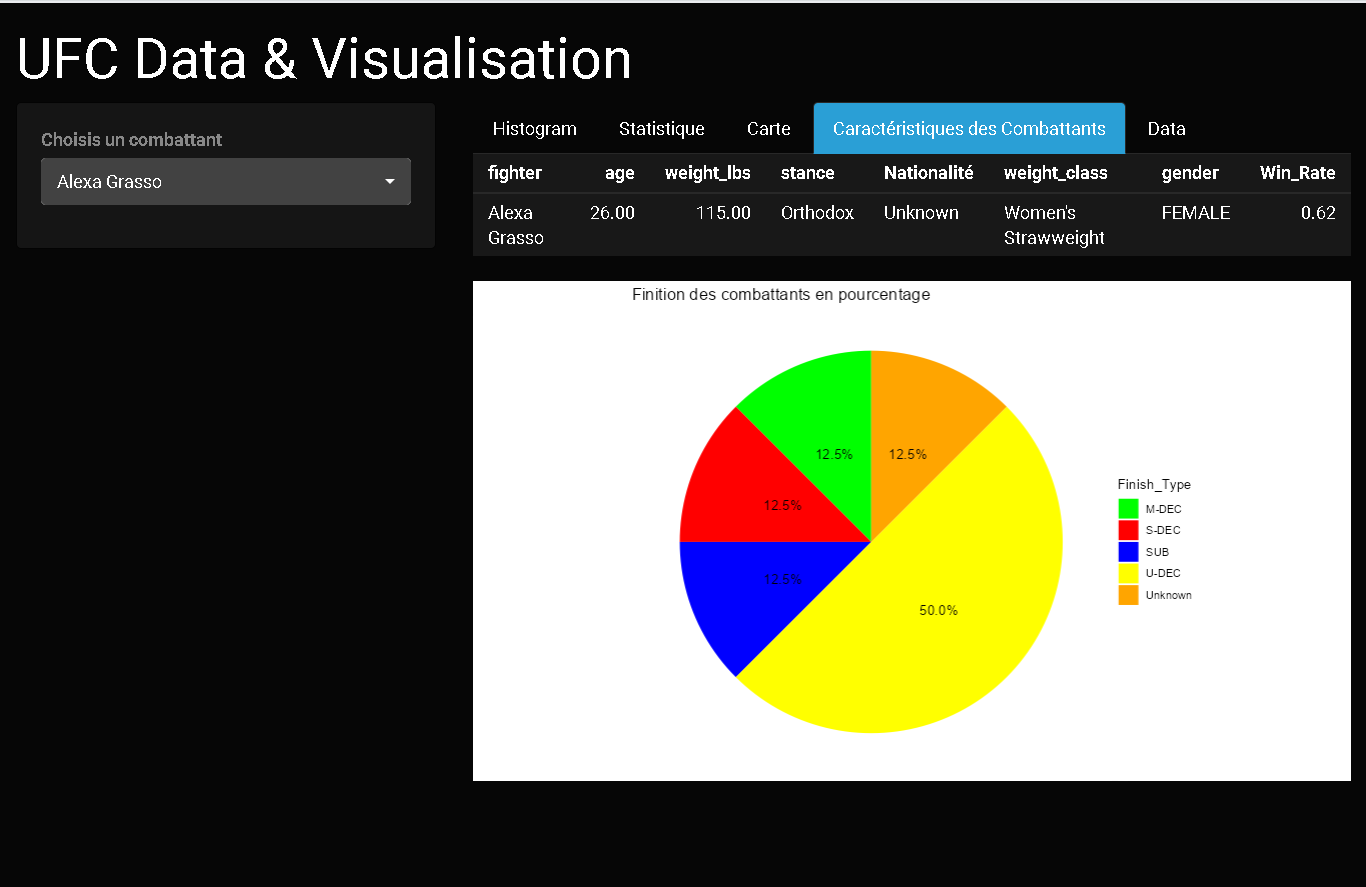 UFC Data & Visualisation
Choisis un combattant
Alexa Grasso
Histogram Statistique Carte Caractéristiques des Combattants Data
fighter age weight_lbs stance Nationalité weight_class gender Win_Rate
Alexa 26.00 115.00 Orthodox Unknown Women's FEMALE 0.62
Grasso Strawweight
Finition des combattants en pourcentage
12.5% 12.5%
12.5%
12.5%
50.0%
Finish_Type
M-DEC
S-DEC
SUB
U-DEC
Unknown